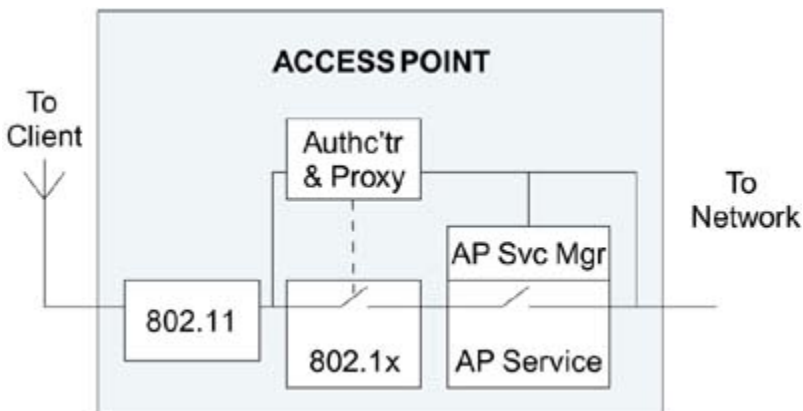 ACCESS POINT
To
Client
Authc'tr
& Proxy
To
Network
AP Svc Mgr
802.11
802.1x
AP Service